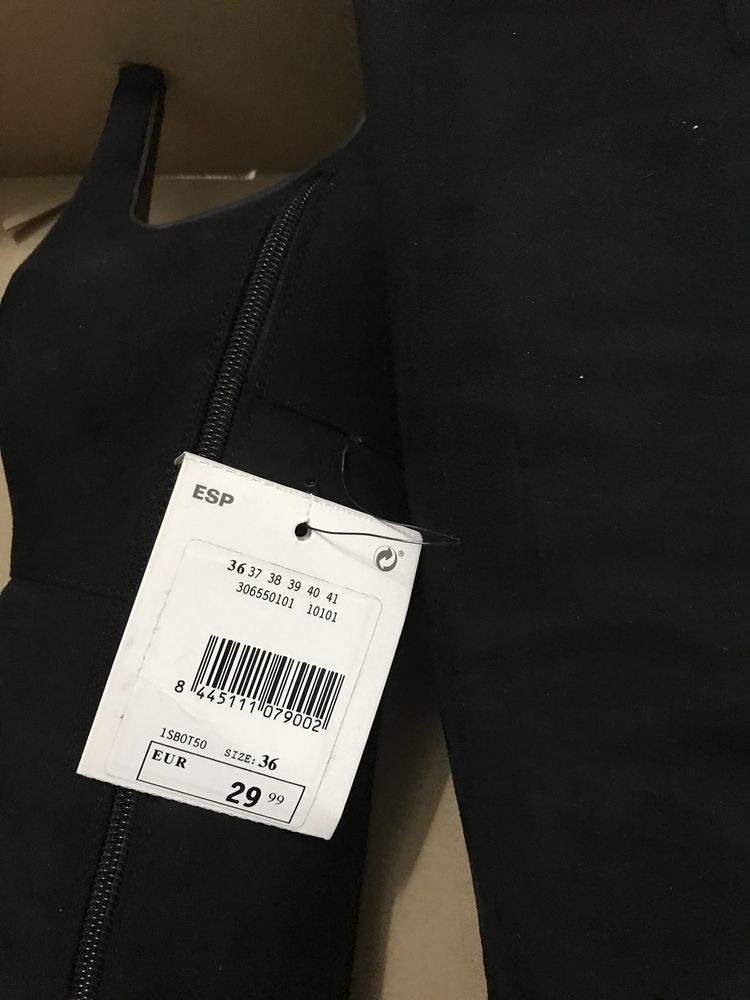 ESP
®
36 37 38 39 40 41
306550101 10101
8 445111 079002
1SBOT50 SIZE: 36
EUR
29 99